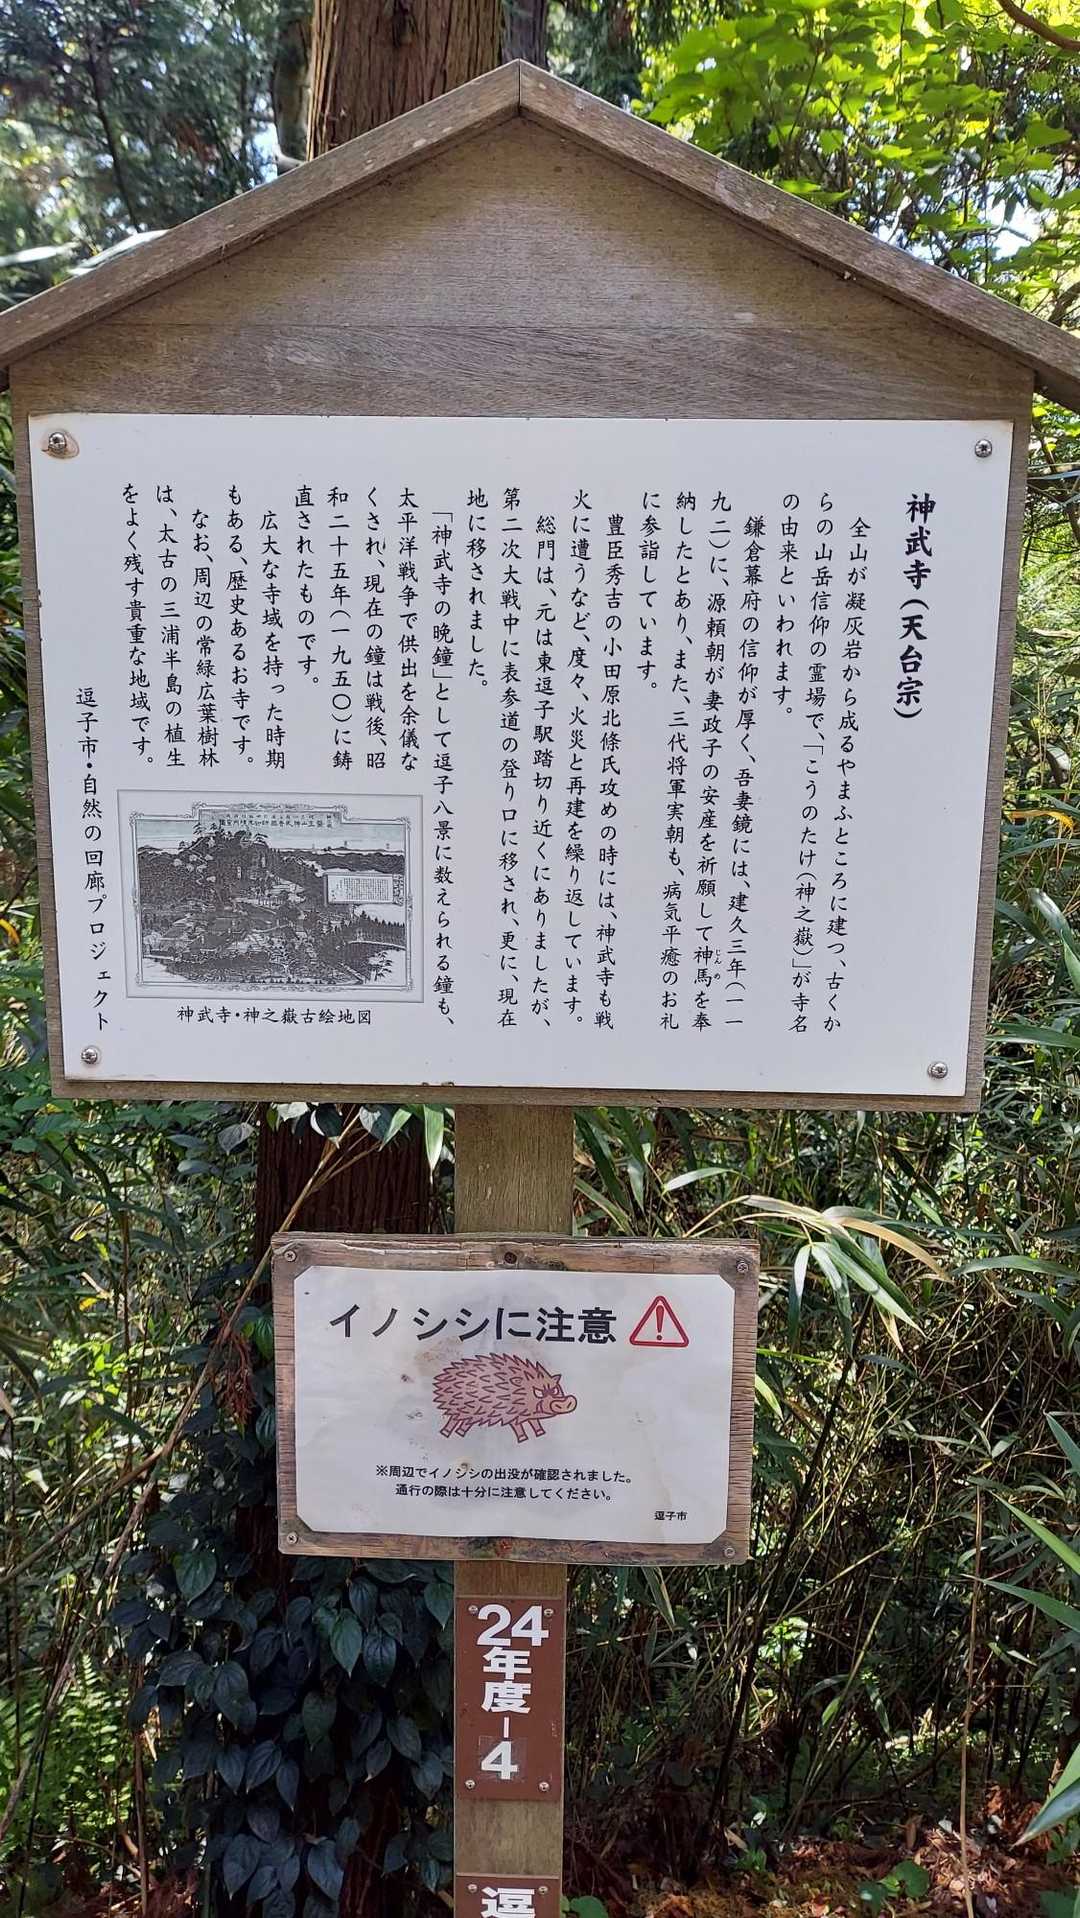 神武寺(天台宗)
全山が凝灰岩から成るやまふところに建つ、古くか
らの山岳信仰の霊場で、「こうのたけ(神之嶽)」が寺名
の由来といわれます。
鎌倉幕府の信仰が厚く、吾妻鏡には、建久三年(一一
九二)に、源頼朝が妻政子の安産を祈願して神馬を奉
じんめ
納したとあり、また、三代将軍実朝も、病気平癒のお礼
に参詣しています。
豊臣秀吉の小田原北條氏攻めの時には、神武寺も戦
火に遭うなど、度々、火災と再建を繰り返しています。
総門は、元は東逗子駅踏切り近くにありましたが、
第二次大戦中に表参道の登り口に移され、更に、現在
地に移されました。
「神武寺の晩鐘」として逗子八景に数えられる鐘も、
太平洋戦争で供出を余儀な
くされ、現在の鐘は戦後、昭
和二十五年(一九五〇)に鋳
直されたものです。
広大な寺域を持った時期
もある、歴史あるお寺です。
なお、周辺の常緑広葉樹林
は、太古の三浦半島の植生
をよく残す貴重な地域です。
逗子市・自然の回廊プロジェクト
神武寺・神之嶽古絵地図
イノシシに注意
※周辺でイノシシの出没が確認されました。
通行の際は十分に注意してください。
逗子市
24
年
度
-
4
逗